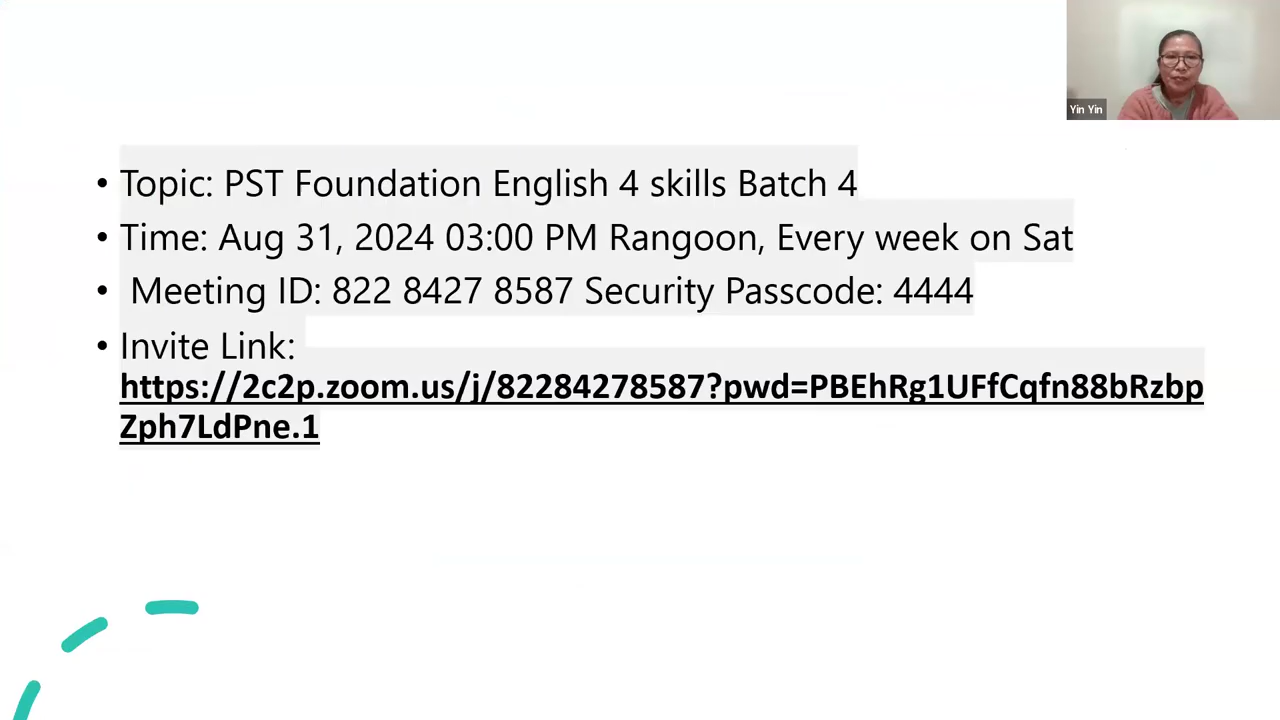 Yin Yin
• Topic: PST Foundation English 4 skills Batch 4
• Time: Aug 31, 2024 03:00 PM Rangoon, Every week on Sat
• Meeting ID: 822 8427 8587 Security Passcode: 4444
• Invite Link:
https://2c2p.zoom.us/j/82284278587?pwd=PBEhRg1UFfCqfn88bRzbp
Zph7LdPne.1